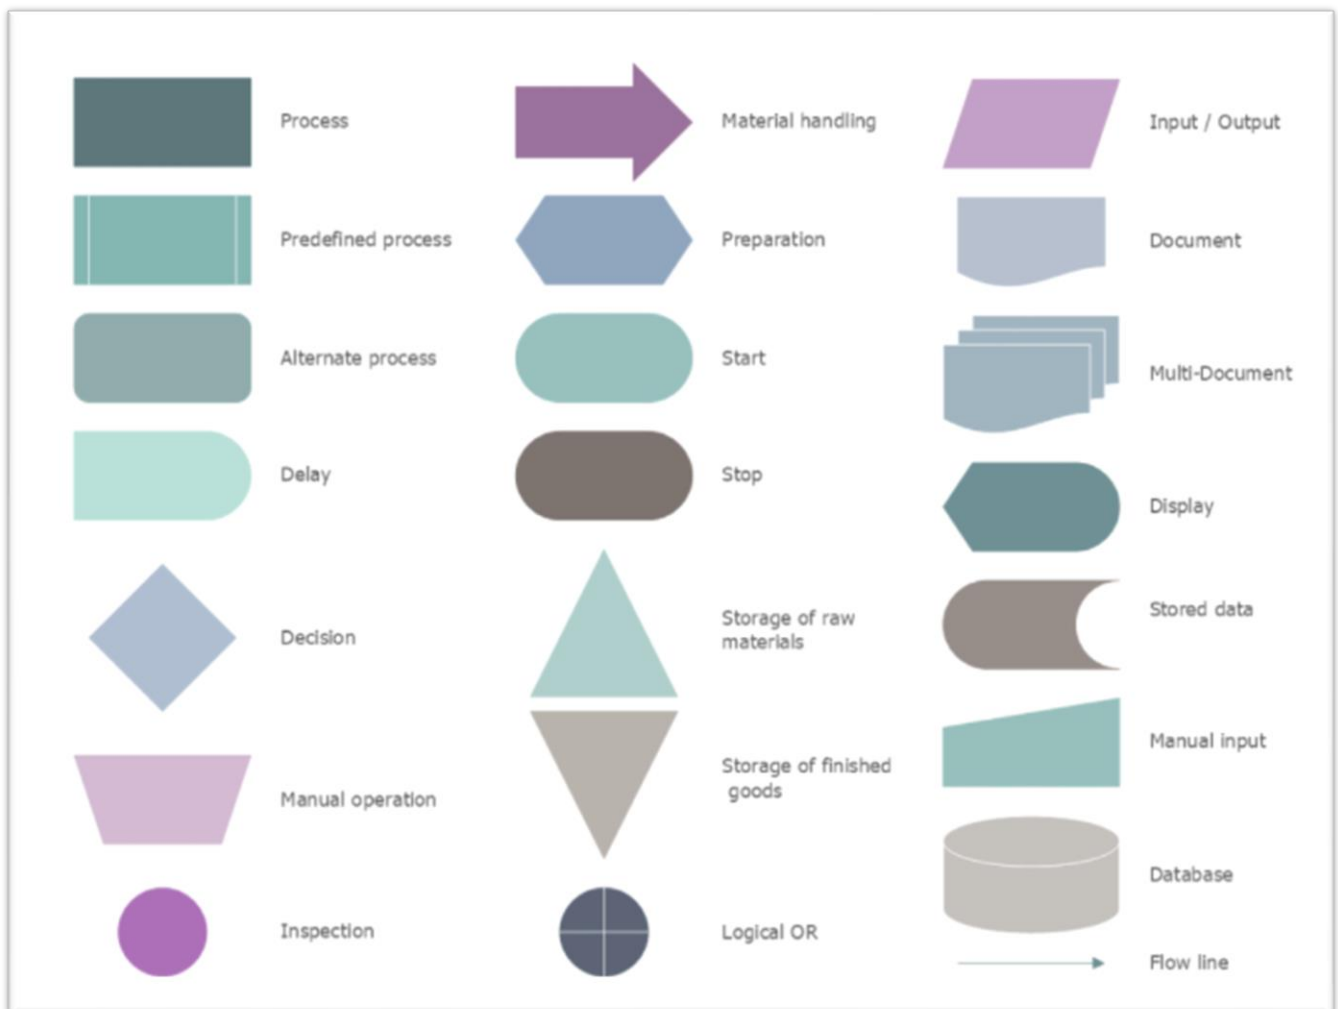 Process
Predefined process
Alternate process
Delay
Decision
Manual operation
Inspection
Material handling
Preparation
Start
Stop
Storage of raw
materials
Storage of finished
goods
Logical OR
Input / Output
Document
Multi-Document
Display
Stored data
Manual input
Database
Flow line